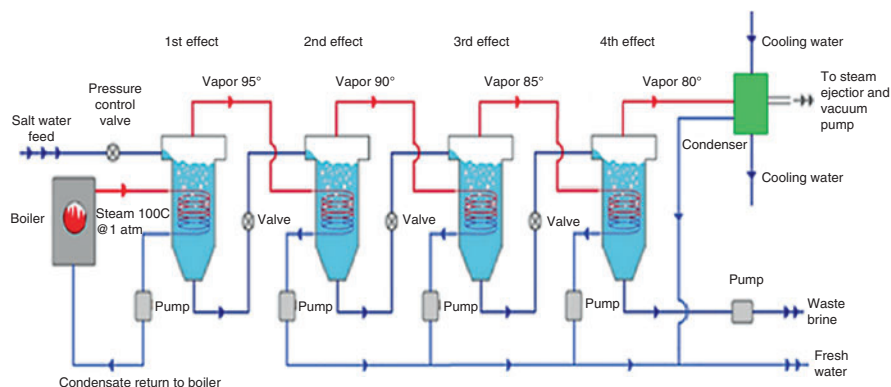 1st effect
2nd effect
3rd effect
4th effect
Cooling water
Pressure
control
valve
Vapor 95°
Vapor 90°
Vapor 85°
Vapor 80°
To steam
ejectior and
vacuum
pump
Salt water
feed
Condenser
Cooling water
Boiler
Steam 100C
@1 atm
Valve
Valve
Valve
Pump
Pump
Pump
Pump
Pump
Waste
brine
Fresh
water
Condensate return to boiler